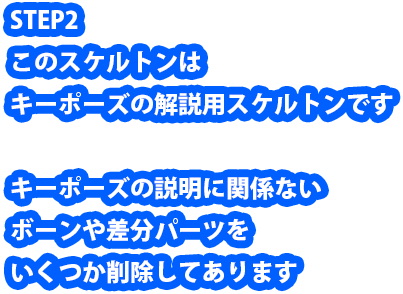 STEP2
このスケルトンは
キーポーズの解説用スケルトンです
キーポーズの説明に関係ない
ボーンや差分パーツを
いくつか削除してあります